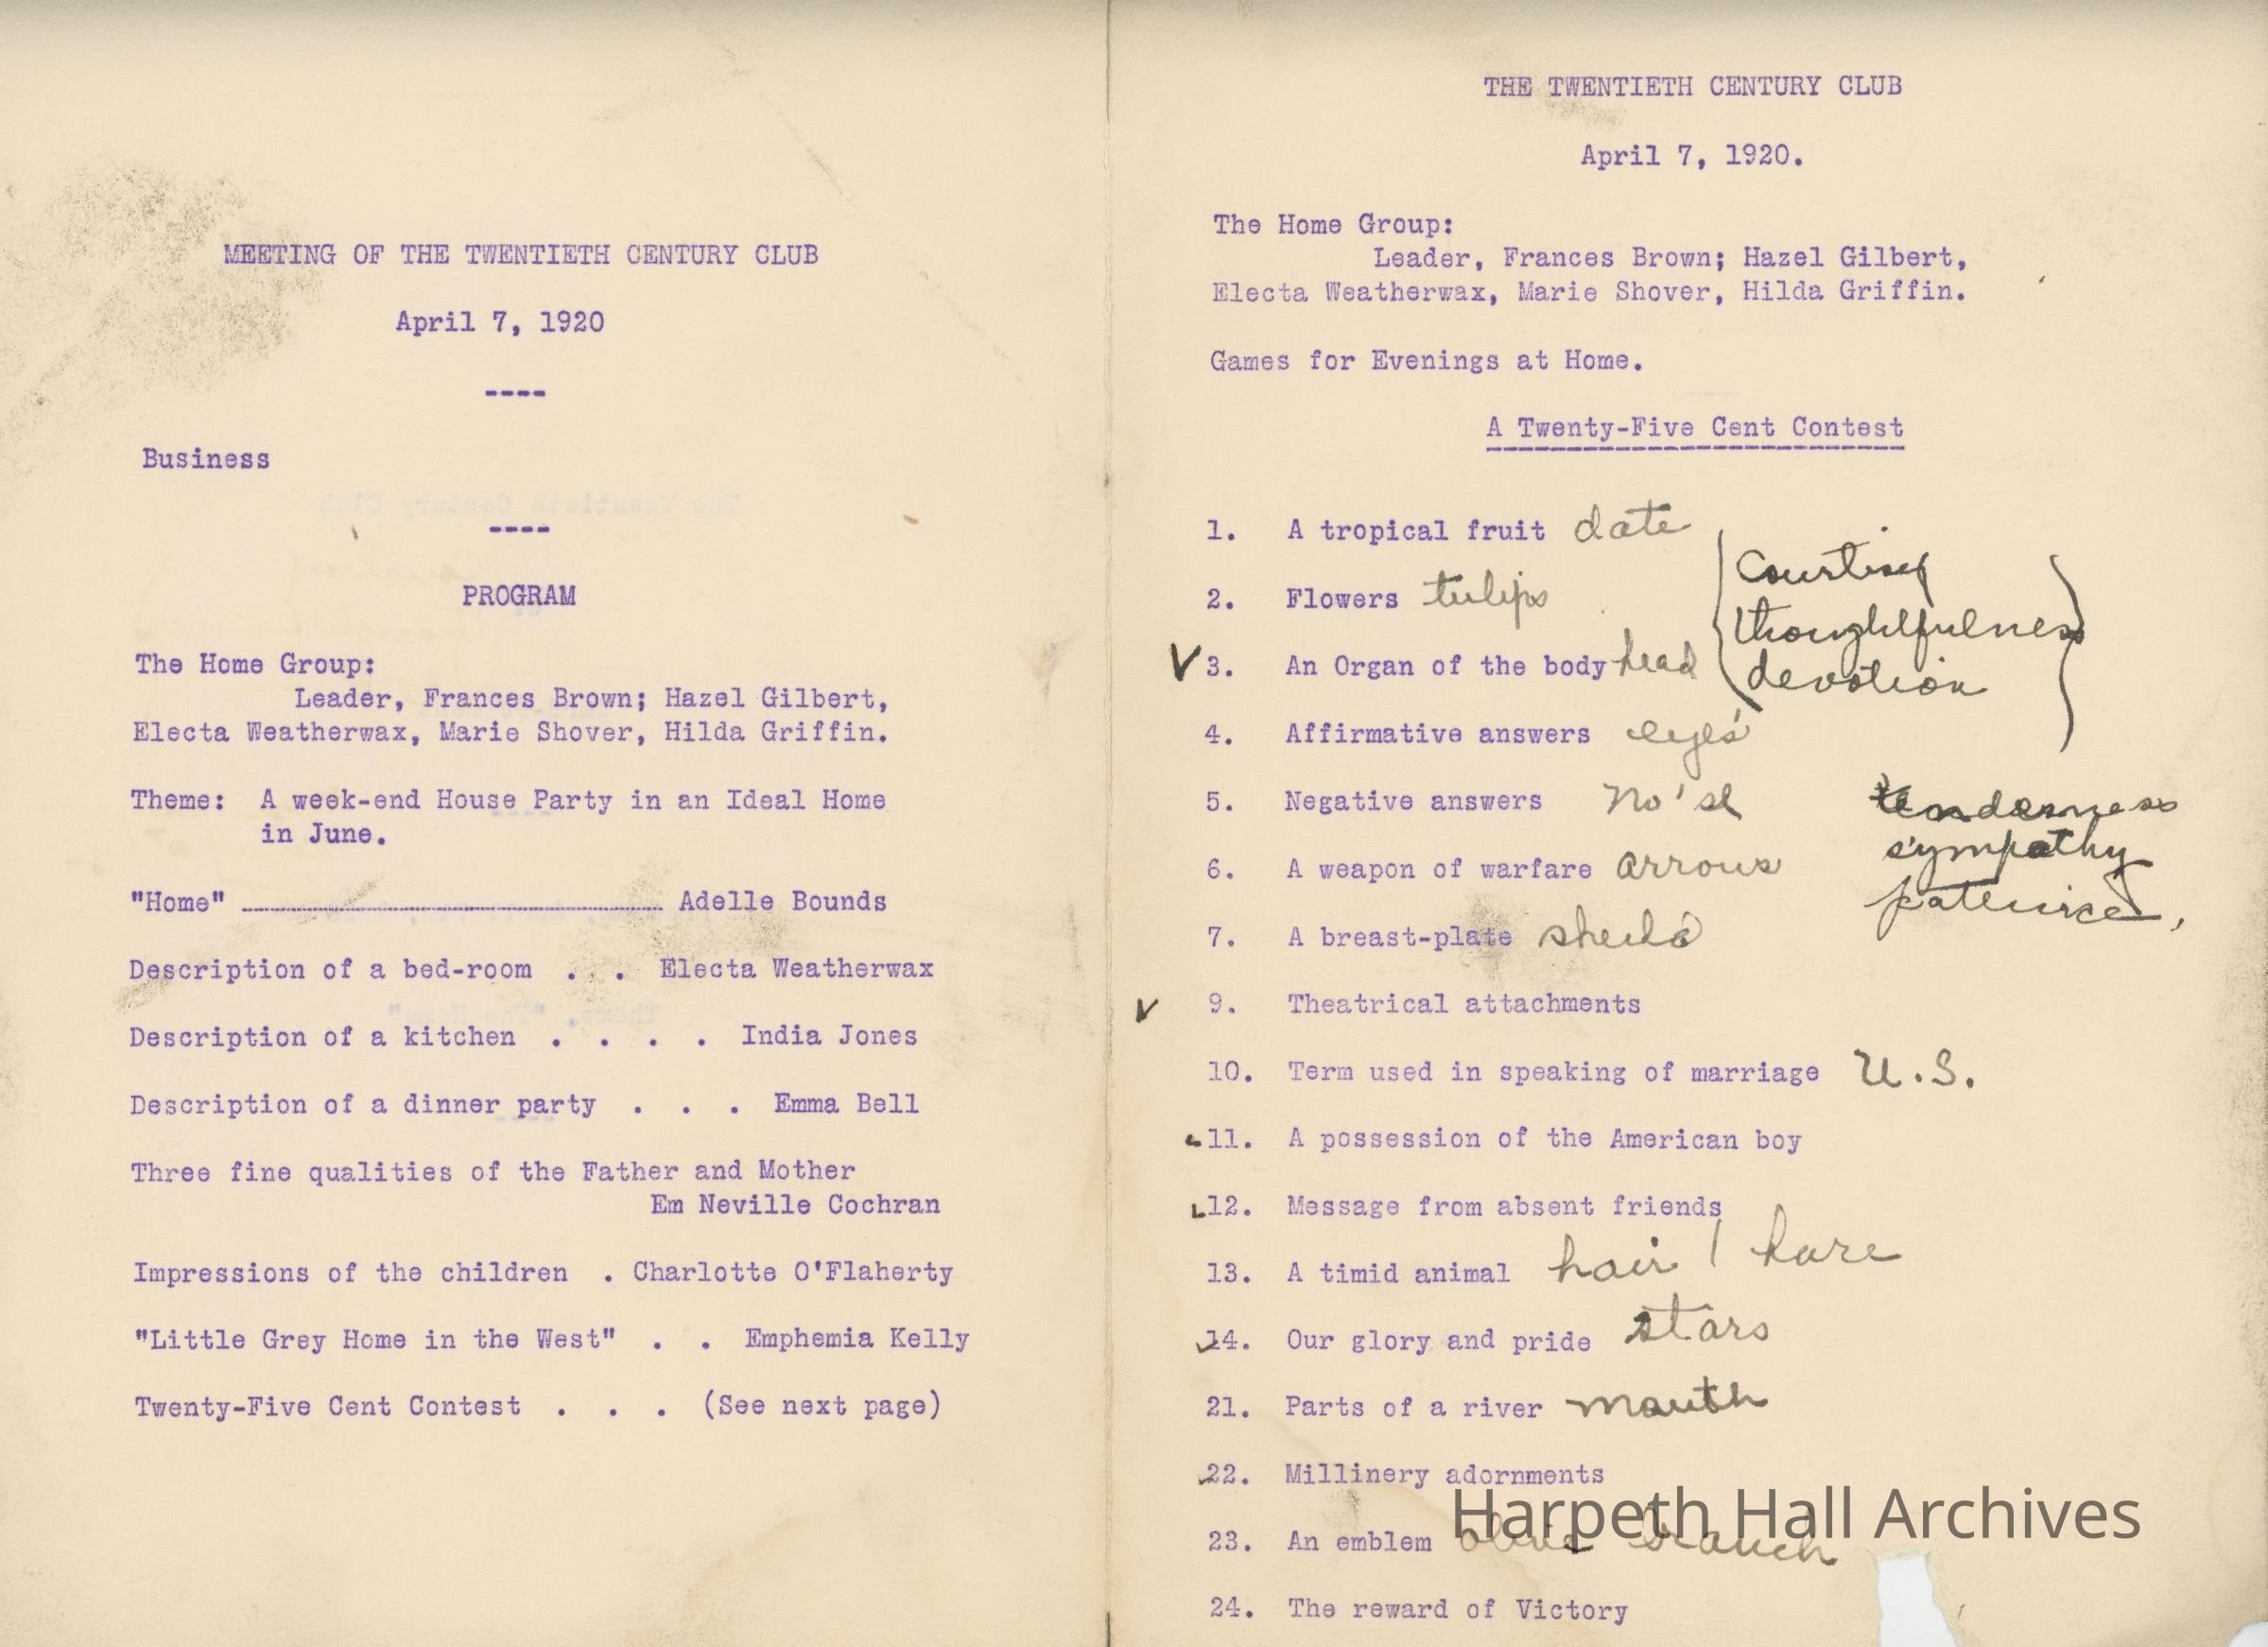 MEETING OF THE TWENTIETH CENTURY CLUB
April 7, 1920
----
Business
----
PROGRAM
The Home Group:
Leader, Frances Brown; Hazel Gilbert,
Electa Weatherwax, Marie Shover, Hilda Griffin.
Theme: A week-end House Party in an Ideal Home
in June.
"Home" ---------- Adelle Bounds
Description of a bed-room . . Electa Weatherwax
Description of a kitchen . . . . India Jones
Description of a dinner party . . . Emma Bell
Three fine qualities of the Father and Mother
Em Neville Cochran
Impressions of the children . Charlotte O'Flaherty
"Little Grey Home in the West" . . Emphemia Kelly
Twenty-Five Cent Contest . . . (See next page)
THE TWENTIETH CENTURY CLUB
April 7, 1920.
The Home Group:
Leader, Frances Brown; Hazel Gilbert,
Electa Weatherwax, Marie Shover, Hilda Griffin.
Games for Evenings at Home.
A Twenty-Five Cent Contest
1. A tropical fruit date
2. Flowers tulips
✓ 3. An Organ of the body head
thoughtfulness
devotion
4. Affirmative answers eyes
5. Negative answers no'se
tenderness
sympathy
6. A weapon of warfare arrows
7. A breast-plate
✓ 9. Theatrical attachments
10. Term used in speaking of marriage U.S.
11. A possession of the American boy
12. Message from absent friends
13. A timid animal hair / hare
14. Our glory and pride stars
21. Parts of a river mouth
22. Millinery adornments
23. An emblem olive branch
24. The reward of Victory
Harpeth Hall Archives